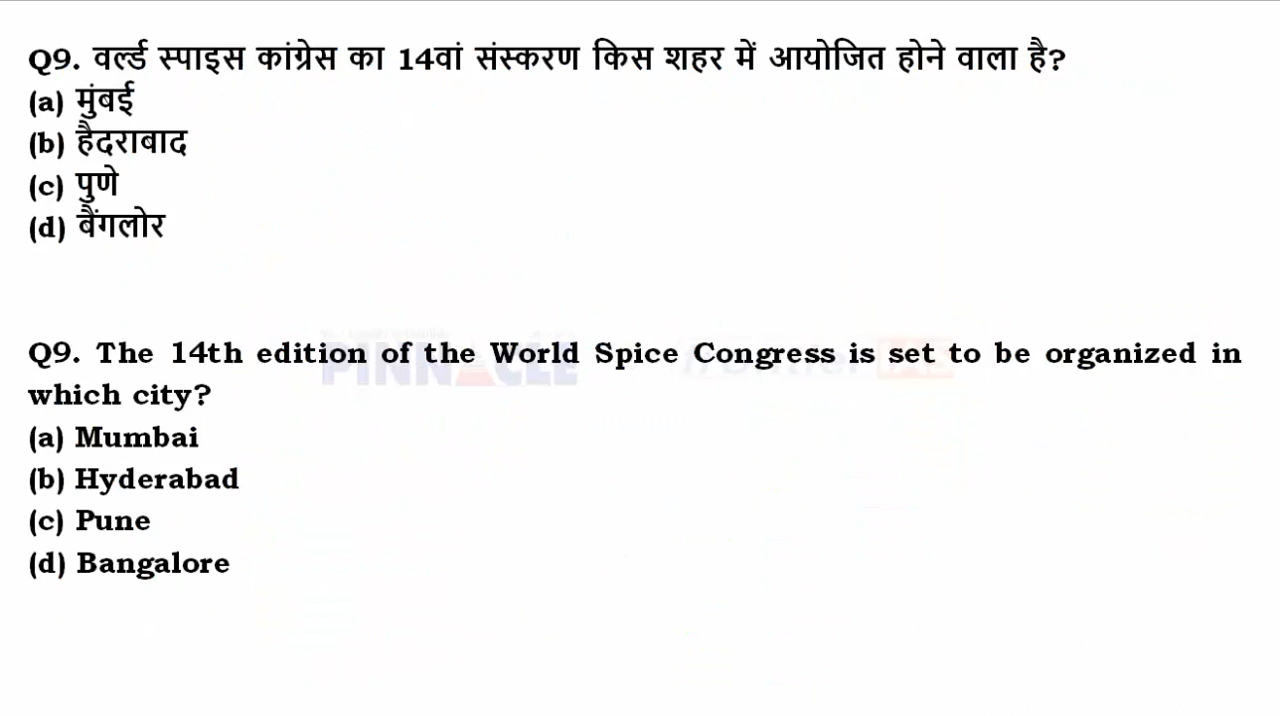 Q9. वर्ल्ड स्पाइस कांग्रेस का 14वां संस्करण किस शहर में आयोजित होने वाला है?
(a) मुंबई
(b) हैदराबाद
(c) पुणे
(d) बैंगलोर
Q9. The 14th edition of the World Spice Congress is set to be organized in
which city?
(a) Mumbai
(b) Hyderabad
(c) Pune
(d) Bangalore
PINNACLE